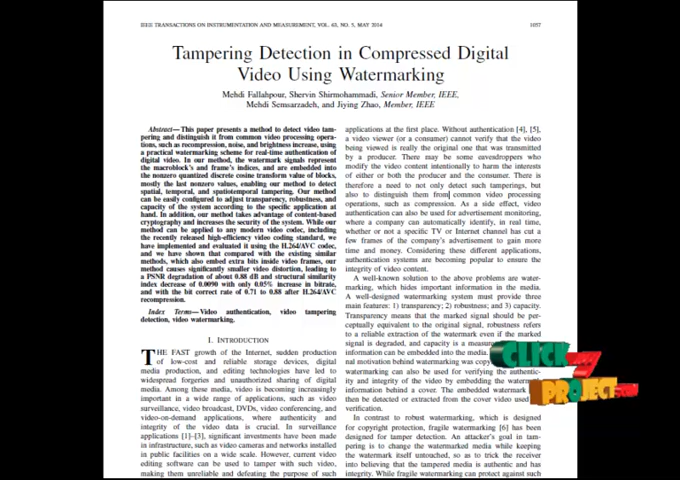 IEEE TRANSACTIONS ON INSTRUMENTATION AND MEASUREMENT, VOL. 63, NO. 5, MAY 2014
1057
Tampering Detection in Compressed Digital
Video Using Watermarking
Mehdi Fallahpour, Shervin Shirmohammadi, Senior Member, IEEE,
Mehdi Semsarzadeh, and Jiying Zhao, Member, IEEE
Abstract—This paper presents a method to detect video tam-
pering and distinguish it from common video processing opera-
tions, such as recompression, noise, and brightness increase, using
a practical watermarking scheme for real-time authentication of
digital video. In our method, the watermark signals represent
the macroblock's and frame's indices, and are embedded into
the nonzero quantized discrete cosine transform value of blocks,
mostly the last nonzero values, enabling our method to detect
spatial, temporal, and spatiotemporal tampering. Our method
can be easily configured to adjust transparency, robustness, and
capacity of the system according to the specific application at
hand. In addition, our method takes advantage of content-based
cryptography and increases the security of the system. While our
method can be applied to any modern video codec, including
the recently released high-efficiency video coding standard, we
have implemented and evaluated it using the H.264/AVC codec,
and we have shown that compared with the existing similar
methods, which also embed extra bits inside video frames, our
method causes significantly smaller video distortion, leading to
a PSNR degradation of about 0.88 dB and structural similarity
index decrease of 0.0090 with only 0.05% increase in bitrate,
and with the bit correct rate of 0.71 to 0.88 after H.264/AVC
recompression.
Index Terms—Video authentication, video tampering
detection, video watermarking.
I. INTRODUCTION
THE FAST growth of the Internet, sudden production
of low-cost and reliable storage devices, digital
media production, and editing technologies have led to
widespread forgeries and unauthorized sharing of digital
media. Among these media, video is becoming increasingly
important in a wide range of applications, such as video
surveillance, video broadcast, DVDs, video conferencing, and
video-on-demand applications, where authenticity and
integrity of the video data is crucial. In surveillance
applications [1]–[3], significant investments have been made
in infrastructure, such as video cameras and networks installed
in public facilities on a wide scale. However, current video
editing software can be used to tamper with such video,
making them unreliable and defeating the purpose of such
applications at the first place. Without authentication [4], [5],
a video viewer (or a consumer) cannot verify that the video
being viewed is really the original one that was transmitted
by a producer. There may be some eavesdroppers who
modify the video content intentionally to harm the interests
of either or both the producer and the consumer. There is
therefore a need to not only detect such tamperings, but
also to distinguish them from common video processing
operations, such as compression. As a side effect, video
authentication can also be used for advertisement monitoring,
where a company can automatically identify, in real time,
whether or not a specific TV or Internet channel has cut a
few frames of the company's advertisement to gain more
time and money. Considering these different applications,
authentication systems are becoming popular to ensure the
integrity of video content.
A well-known solution to the above problems are water-
marking, which hides important information in the media.
A well-designed watermarking system must provide three
main features: 1) transparency; 2) robustness; and 3) capacity.
Transparency means that the marked signal should be per-
ceptually equivalent to the original signal, robustness refers
to a reliable extraction of the watermark even if the marked
signal is degraded, and capacity is a measu
information can be embedded into the media.
nal motivation behind watermarking was cop
watermarking can also be used for verifying the authentic-
ity and integrity of the video by embedding the waterm
information behind a cover. The embedded watermark
then be detected or extracted from the cover video used
verification.
In contrast to robust watermarking, which is designed
for copyright protection, fragile watermarking [6] has been
designed for tamper detection. An attacker's goal in tam-
pering is to change the watermarked media while keeping
the watermark itself untouched, so as to trick the receiver
into believing that the tampered media is authentic and has
integrity. While fragile watermarking can protect against such
CLICK my
PROJECT.COM